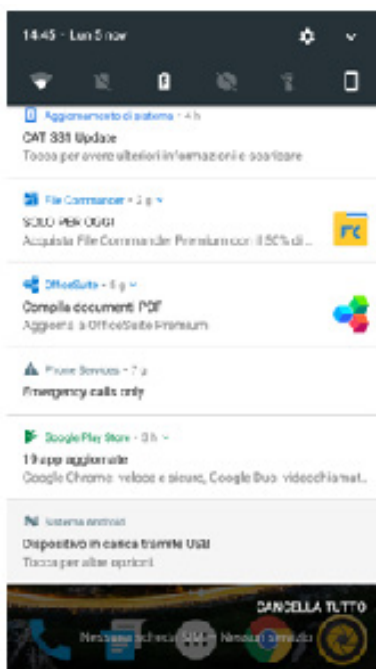 14:45 - Lun 5 nov
Aggiornamento di sistema • 4 h
CAT S31 Update
Tocca per avere ulteriori informazioni e scaricare
File Commander • 2 g
SOLO PER OGGI
Acquista File Commander Premium con il 50% di...
OfficeSuite • 6 g
Compila documenti PDF
Aggiorna a OfficeSuite Premium
Phone Services • 7 g
Emergency calls only
Google Play Store • 3 h
19 app aggiornate
Google Chrome: veloce e sicuro, Google Duo: videochiamat...
Sistema Android
Dispositivo in carica tramite USB
Tocca per altre opzioni.
CANCELLA TUTTO
Nessuna scheda SIM — Nessun servizio